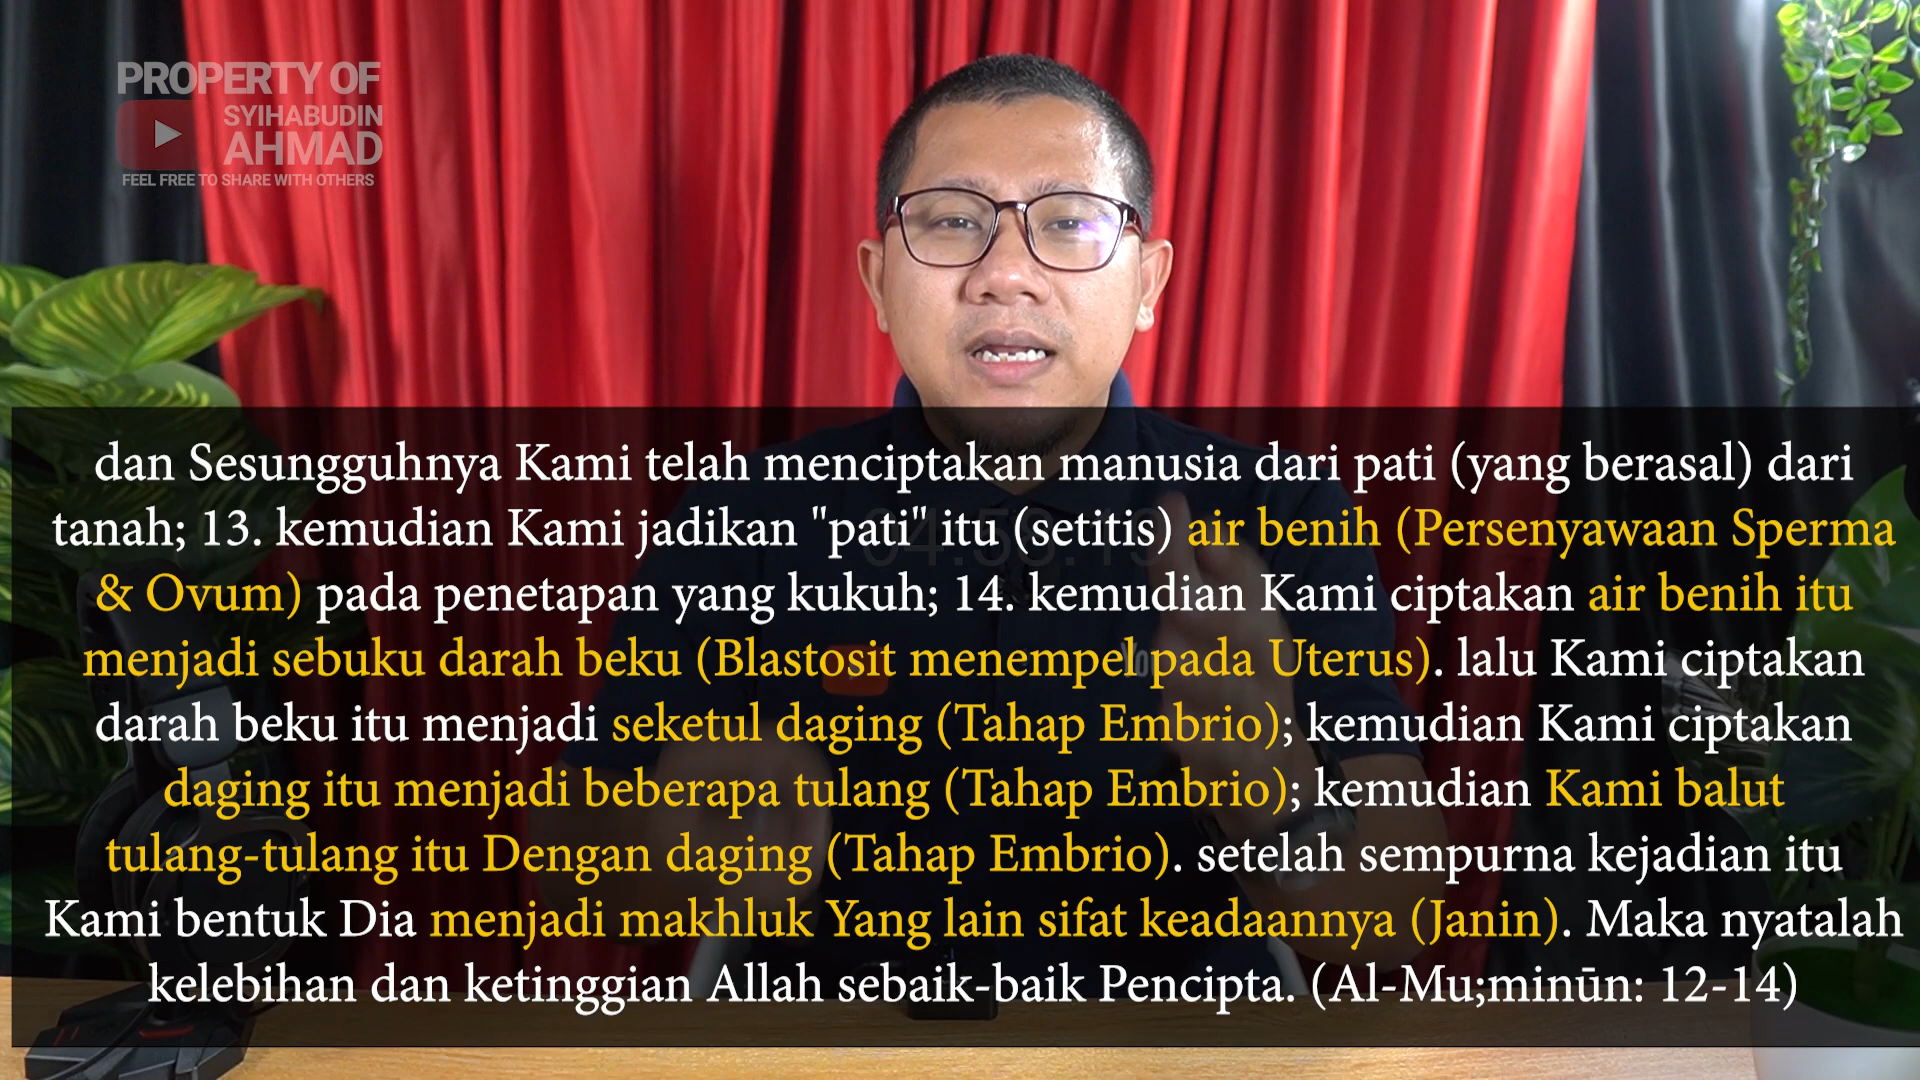 PROPERTY OF
SYIHABUDIN
AHMAD
FEEL FREE TO SHARE WITH OTHERS
dan Sesungguhnya Kami telah menciptakan manusia dari pati (yang berasal) dari
tanah; 13. kemudian Kami jadikan "pati" itu (setitis) air benih (Persenyawaan Sperma
& Ovum) pada penetapan yang kukuh; 14. kemudian Kami ciptakan air benih itu
menjadi sebuku darah beku (Blastosit menempel pada Uterus). lalu Kami ciptakan
darah beku itu menjadi seketul daging (Tahap Embrio); kemudian Kami ciptakan
daging itu menjadi beberapa tulang (Tahap Embrio); kemudian Kami balut
tulang-tulang itu Dengan daging (Tahap Embrio). setelah sempurna kejadian itu
Kami bentuk Dia menjadi makhluk Yang lain sifat keadaannya (Janin). Maka nyatalah
kelebihan dan ketinggian Allah sebaik-baik Pencipta. (Al-Mu;minūn: 12-14)